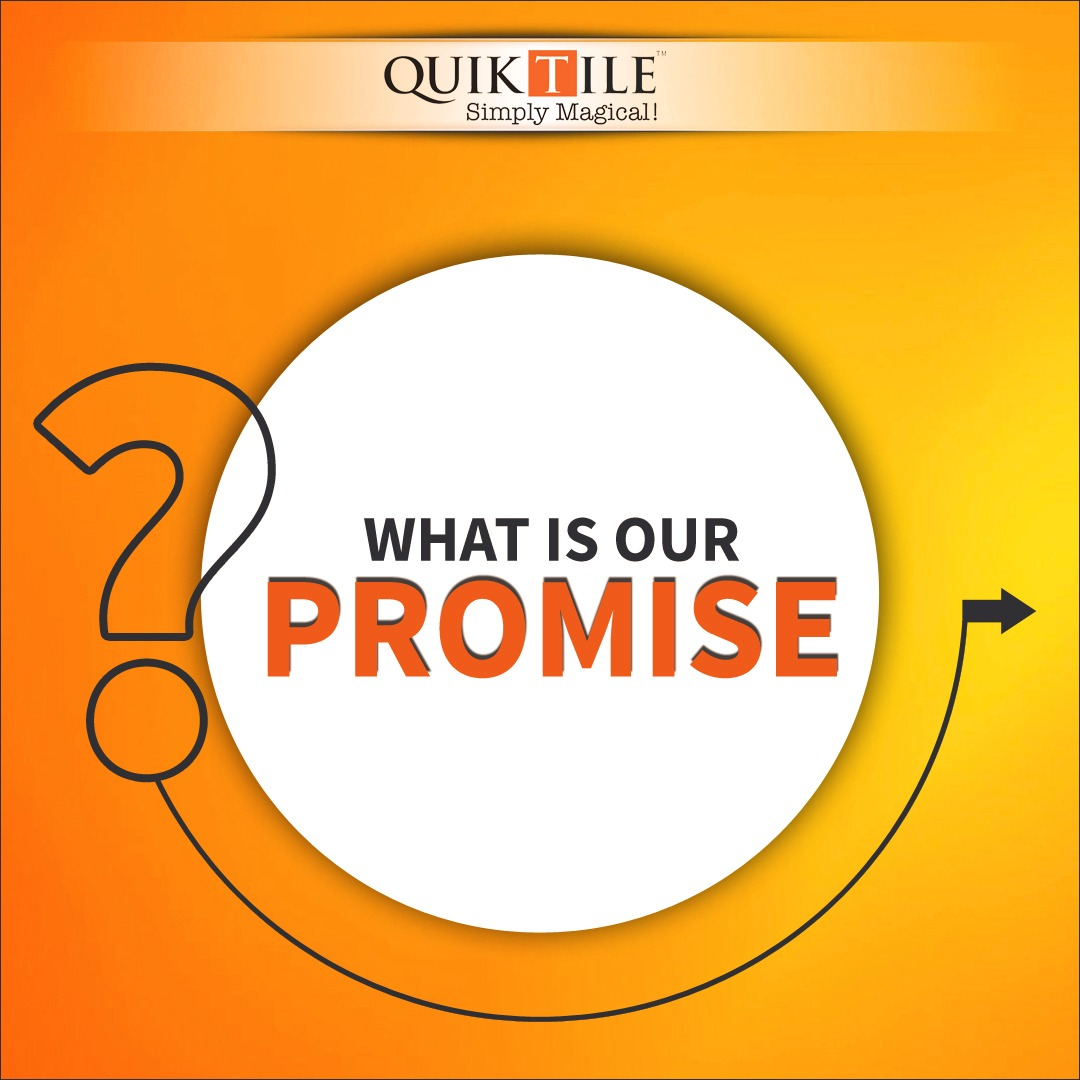 QUIKTILE™
Simply Magical!
WHAT IS OUR
PROMISE
?